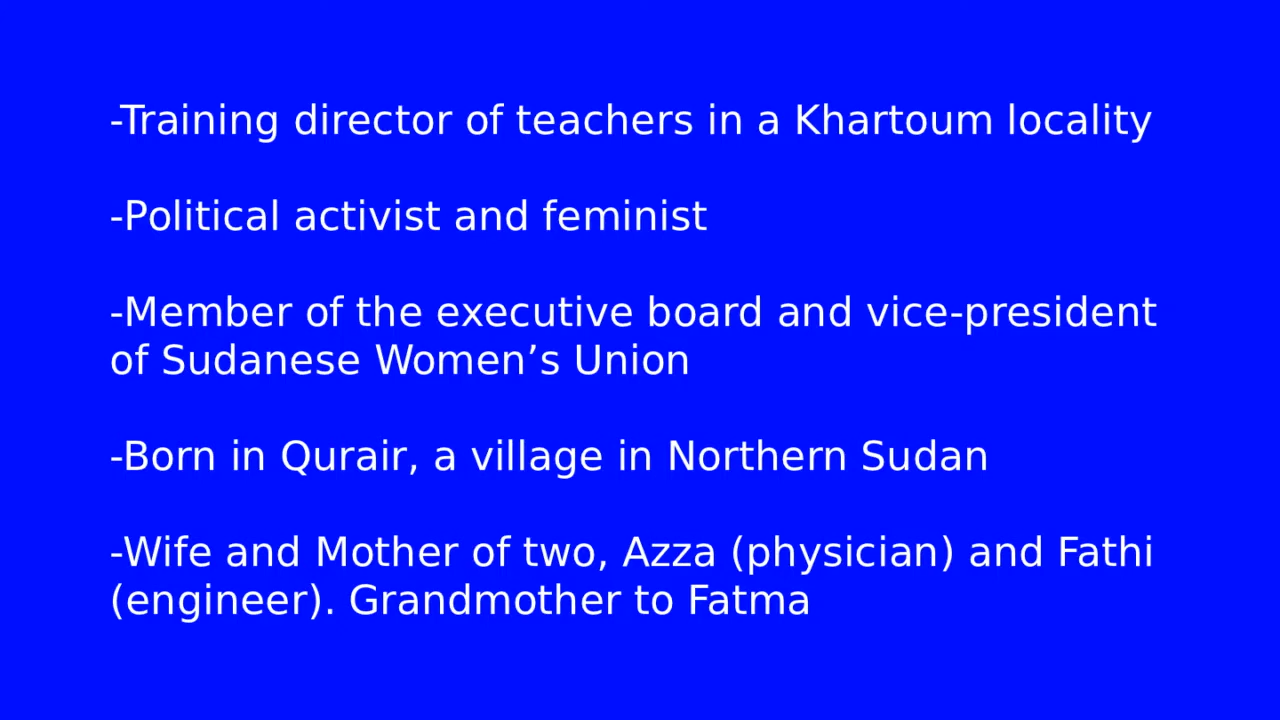 -Training director of teachers in a Khartoum locality
-Political activist and feminist
-Member of the executive board and vice-president
of Sudanese Women’s Union
-Born in Qurair, a village in Northern Sudan
-Wife and Mother of two, Azza (physician) and Fathi
(engineer). Grandmother to Fatma